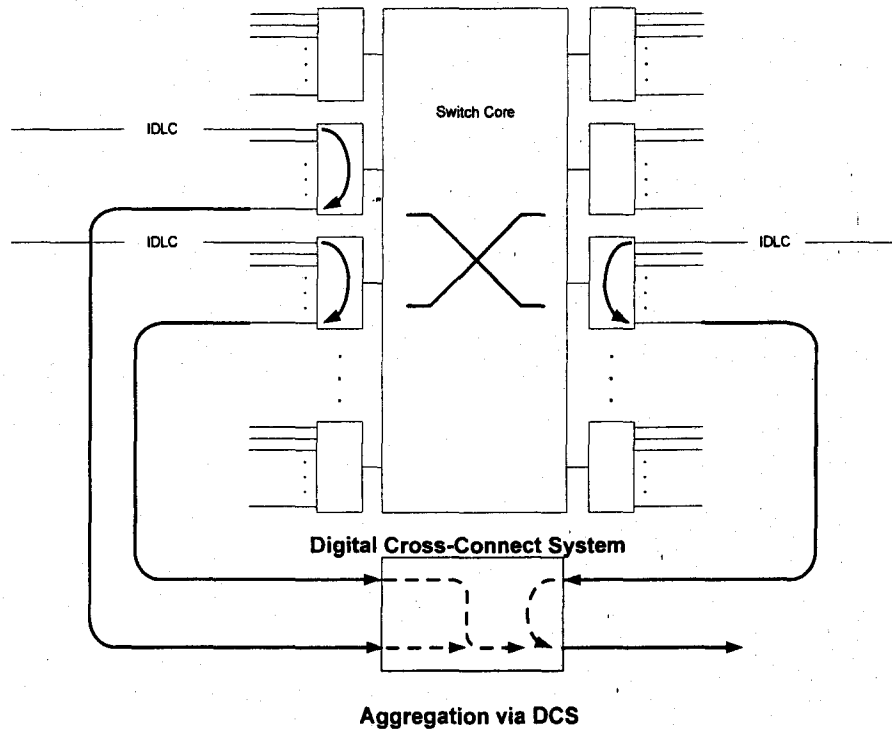 Switch Core
IDLC
IDLC
IDLC
Digital Cross-Connect System
Aggregation via DCS